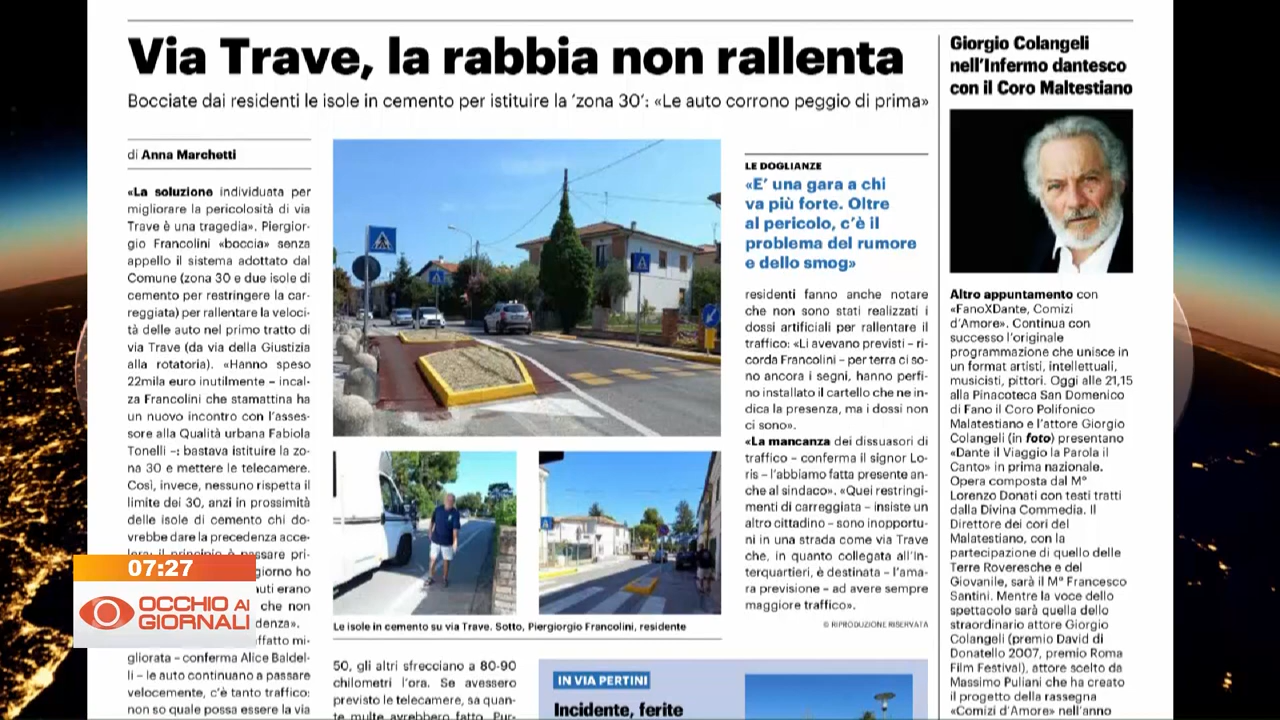 Via Trave, la rabbia non rallenta
Bocciate dai residenti le isole in cemento per istituire la 'zona 30': «Le auto corrono peggio di prima»
di Anna Marchetti
«La soluzione individuata per
migliorare la pericolosità di via
Trave è una tragedia». Piergior-
gio Francolini «boccia» senza
appello il sistema adottato dal
Comune (zona 30 e due isole di
cemento per restringere la car-
reggiata) per rallentare la veloci-
tà delle auto nel primo tratto di
via Trave (da via della Giustizia
alla rotatoria). «Hanno speso
22mila euro inutilmente – incal-
za Francolini che stamattina ha
un nuovo incontro con l'asses-
sore alla Qualità urbana Fabiola
Tonelli –: bastava istituire la zo-
na 30 e mettere le telecamere.
Così, invece, nessuno rispetta il
limite dei 30, anzi in prossimità
delle isole di cemento chi do-
vrebbe dare la precedenza acce-
lera: il principio è passare pri-
giorno ho
auti erano
che non
denza».
affatto mi-
gliorata – conferma Alice Baldel-
li – le auto continuano a passare
velocemente, c'è tanto traffico:
non so quale possa essere la via
Le isole in cemento su via Trave. Sotto, Piergiorgio Francolini, residente
50, gli altri sfrecciano a 80-90
chilometri l'ora. Se avessero
previsto le telecamere, sa quan-
te multe avrebbero fatto. Pur-
LE DOGLIANZE
«E' una gara a chi
va più forte. Oltre
al pericolo, c'è il
problema del rumore
e dello smog»
residenti fanno anche notare
che non sono stati realizzati i
dossi artificiali per rallentare il
traffico: «Li avevano previsti – ri-
corda Francolini – per terra ci so-
no ancora i segni, hanno perfi-
no installato il cartello che ne in-
dica la presenza, ma i dossi non
ci sono».
«La mancanza dei dissuasori di
traffico – conferma il signor Lo-
ris – l'abbiamo fatta presente an-
che al sindaco». «Quei restringi-
menti di carreggiata – insiste un
altro cittadino – sono inopportu-
ni in una strada come via Trave
che, in quanto collegata all'In-
terquartieri, è destinata – l'ama-
ra previsione – ad avere sempre
maggiore traffico».
© RIPRODUZIONE RISERVATA
IN VIA PERTINI
Incidente, ferite
Giorgio Colangeli
nell'Infermo dantesco
con il Coro Maltestiano
Altro appuntamento con
«FanoXDante, Comizi
d'Amore». Continua con
successo l'originale
programmazione che unisce in
un format artisti, intellettuali,
musicisti, pittori. Oggi alle 21,15
alla Pinacoteca San Domenico
di Fano il Coro Polifonico
Malatestiano e l'attore Giorgio
Colangeli (in foto) presentano
«Dante il Viaggio la Parola il
Canto» in prima nazionale.
Opera composta dal M°
Lorenzo Donati con testi tratti
dalla Divina Commedia. Il
Direttore dei cori del
Malatestiano, con la
partecipazione di quello delle
Terre Roveresche e del
Giovanile, sarà il M° Francesco
Santini. Mentre la voce dello
spettacolo sarà quella dello
straordinario attore Giorgio
Colangeli (premio David di
Donatello 2007, premio Roma
Film Festival), attore scelto da
Massimo Puliani che ha creato
il progetto della rassegna
«Comizi d'Amore» nell'anno
07:27
OCCHIO AI
GIORNALI